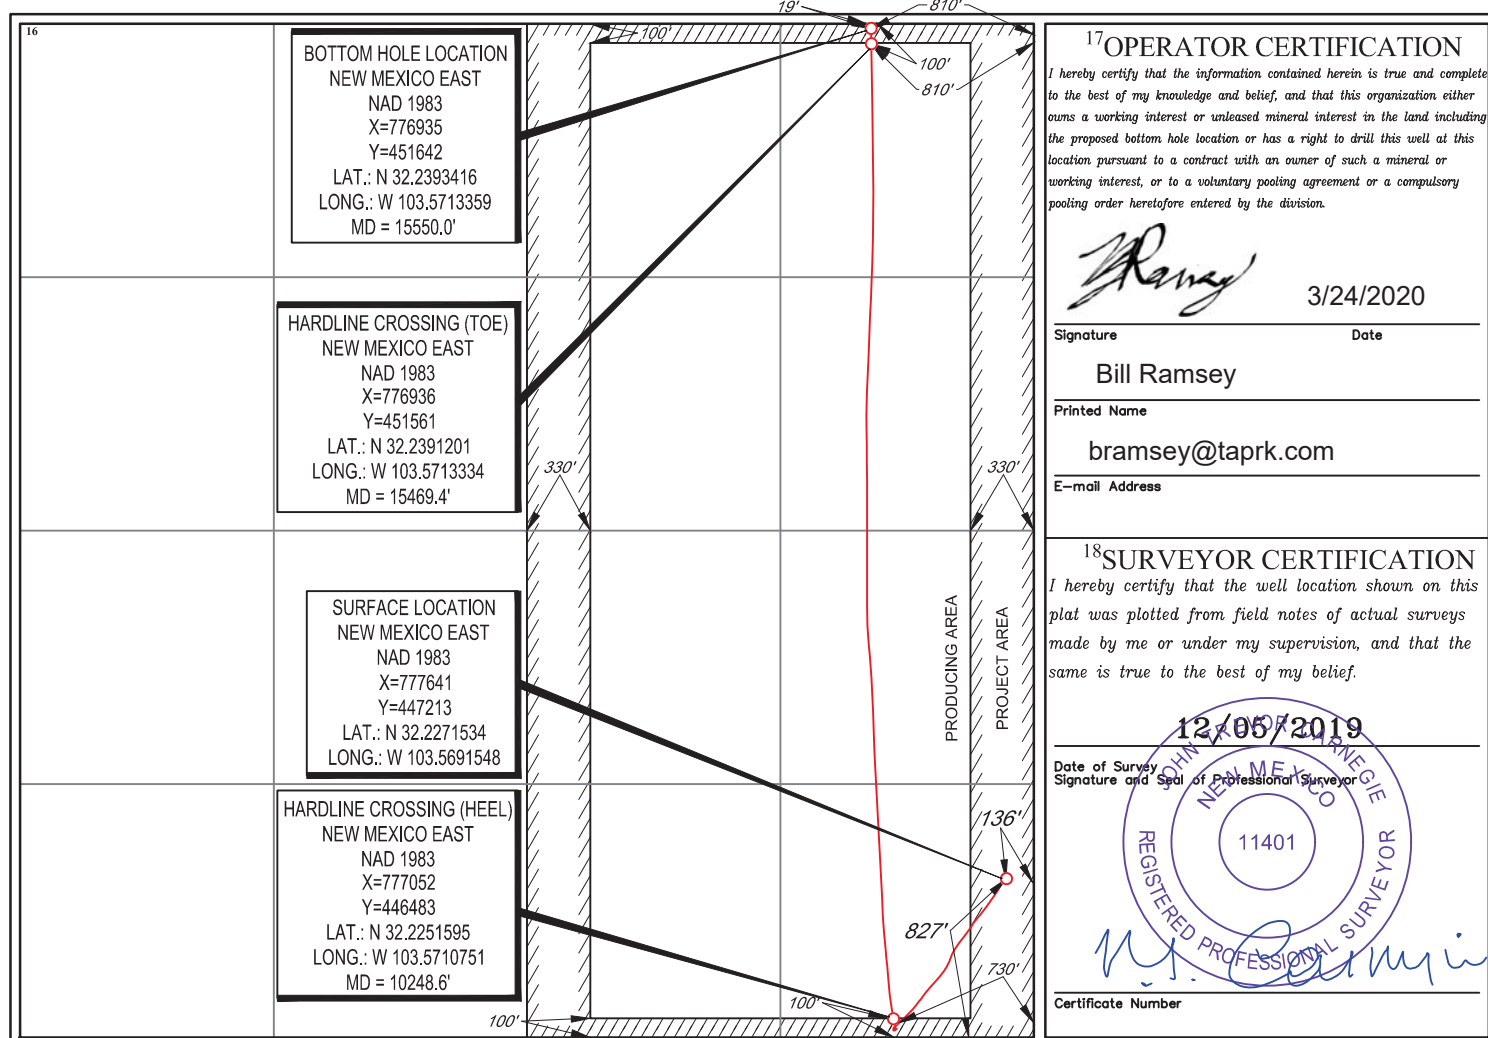 16
BOTTOM HOLE LOCATION
NEW MEXICO EAST
NAD 1983
X=776935
Y=451642
LAT.: N 32.2393416
LONG.: W 103.5713359
MD = 15550.0'
HARDLINE CROSSING (TOE)
NEW MEXICO EAST
NAD 1983
X=776936
Y=451561
LAT.: N 32.2391201
LONG.: W 103.5713334
MD = 15469.4'
SURFACE LOCATION
NEW MEXICO EAST
NAD 1983
X=777641
Y=447213
LAT.: N 32.2271534
LONG.: W 103.5691548
HARDLINE CROSSING (HEEL)
NEW MEXICO EAST
NAD 1983
X=777052
Y=446483
LAT.: N 32.2251595
LONG.: W 103.5710751
MD = 10248.6'
19'
810'
100'
100'
810'
330'
330'
PRODUCING AREA
PROJECT AREA
136'
827'
730'
100'
100'
17 OPERATOR CERTIFICATION
I hereby certify that the information contained herein is true and complete
to the best of my knowledge and belief, and that this organization either
owns a working interest or unleased mineral interest in the land including
the proposed bottom hole location or has a right to drill this well at this
location pursuant to a contract with an owner of such a mineral or
working interest, or to a voluntary pooling agreement or a compulsory
pooling order heretofore entered by the division.
3/24/2020
Signature Date
Bill Ramsey
Printed Name
bramsey@taprk.com
E-mail Address
18 SURVEYOR CERTIFICATION
I hereby certify that the well location shown on this
plat was plotted from field notes of actual surveys
made by me or under my supervision, and that the
same is true to the best of my belief.
12/05/2019
Date of Survey
Signature and Seal of Professional Surveyor
JOHN TREVOR CARNEGIE
NEW MEXICO
11401
REGISTERED PROFESSIONAL SURVEYOR
Certificate Number